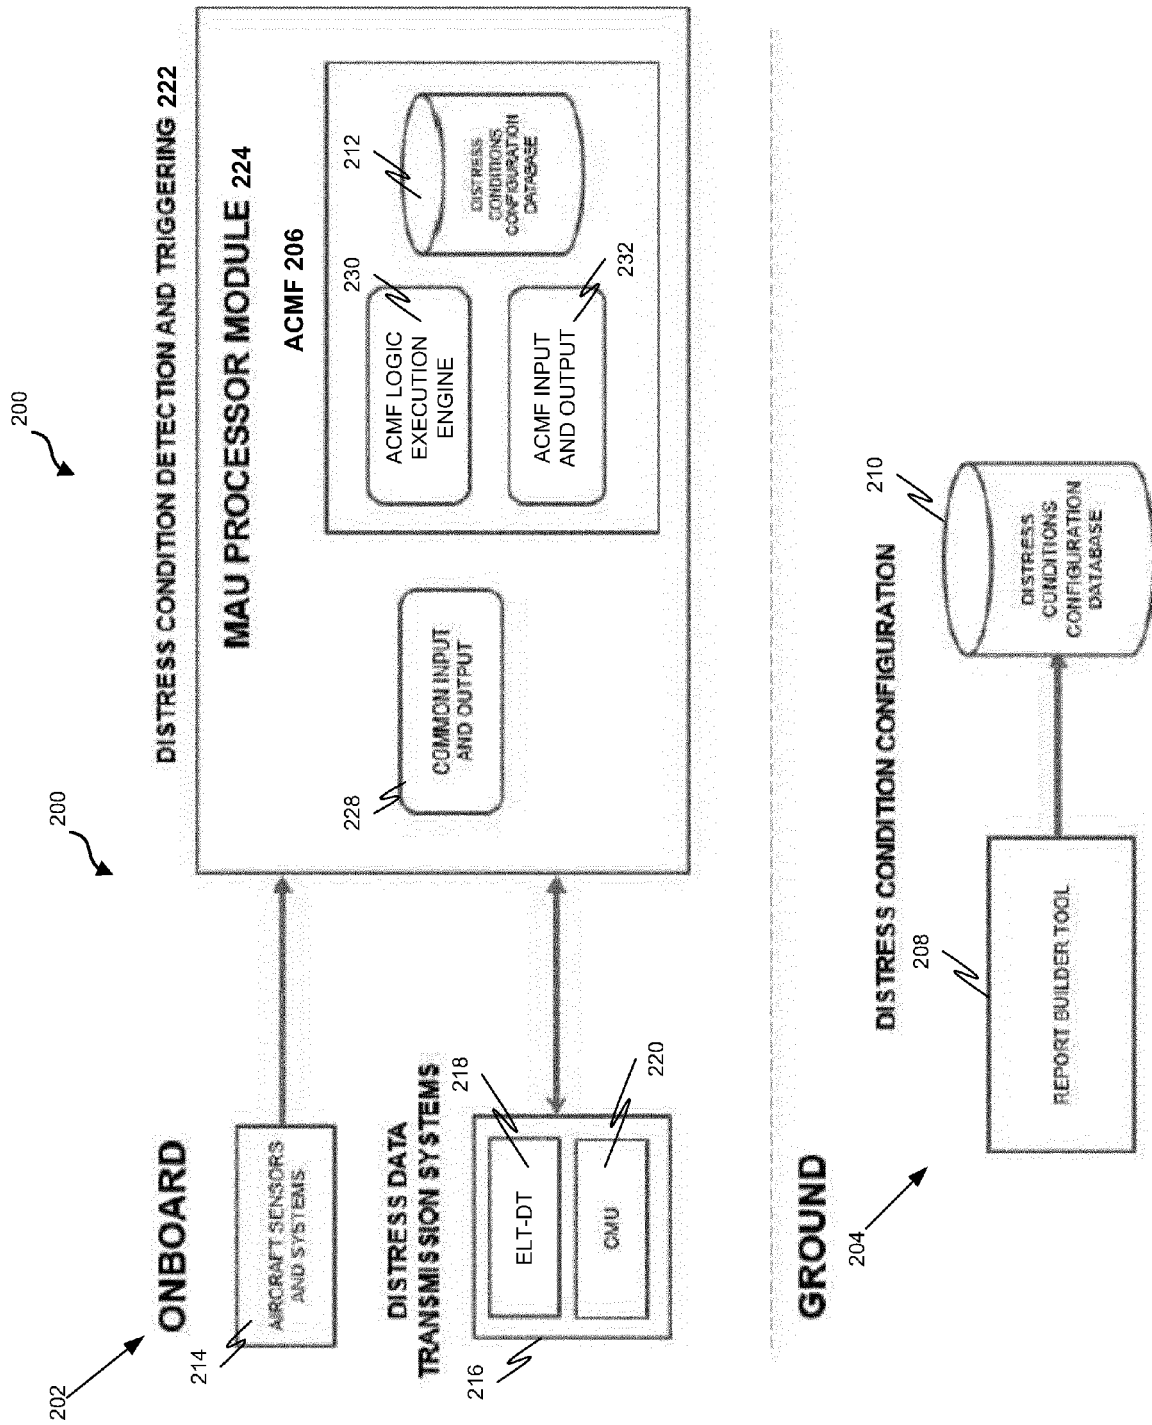 200
200
202
ONBOARD
DISTRESS CONDITION DETECTION AND TRIGGERING 222
214
AIRCRAFT SENSORS
AND SYSTEMS
MAU PROCESSOR MODULE 224
ACMF 206
DISTRESS DATA
TRANSMISSION SYSTEMS
216
218
ELT-DT
220
CMU
228
COMMON INPUT
AND OUTPUT
230
ACMF LOGIC
EXECUTION
ENGINE
232
ACMF INPUT
AND OUTPUT
212
DISTRESS
CONDITIONS
CONFIGURATION
DATABASE
GROUND
204
DISTRESS CONDITION CONFIGURATION
208
REPORT BUILDER TOOL
210
DISTRESS
CONDITIONS
CONFIGURATION
DATABASE